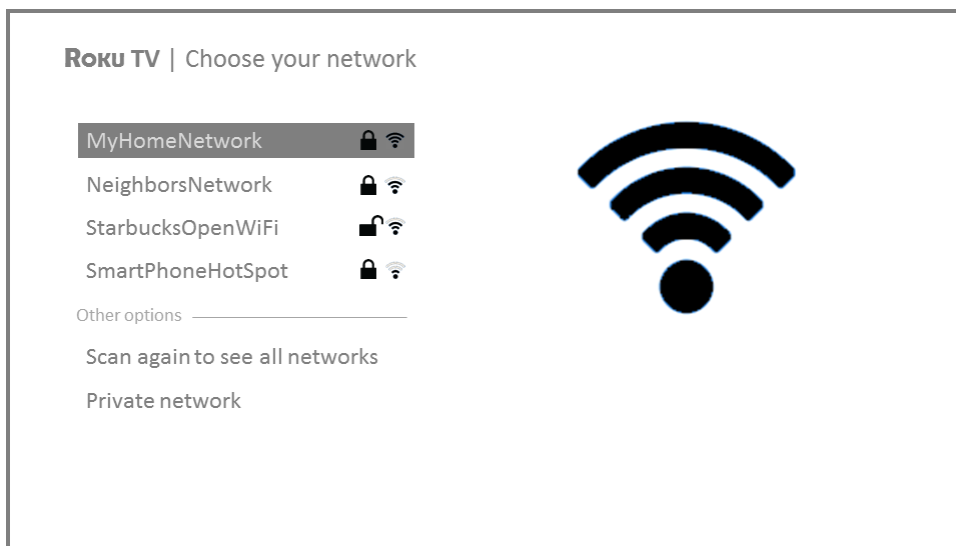 ROKU TV | Choose your network
MyHomeNetwork
NeighborsNetwork
StarbucksOpenWiFi
SmartPhoneHotSpot
Other options
Scan again to see all networks
Private network